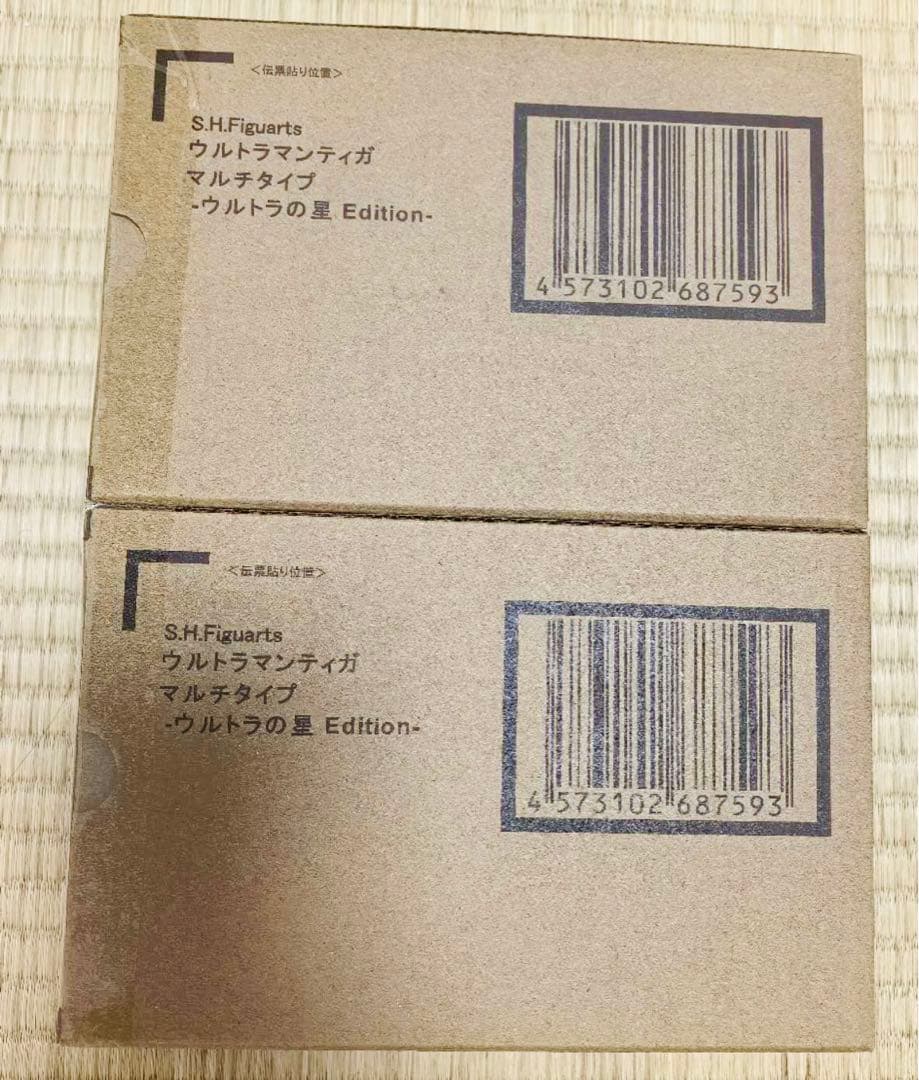 ＜伝票貼り位置＞
S.H.Figuarts
ウルトラマンティガ
マルチタイプ
-ウルトラの星 Edition-
4 573102 687593
＜伝票貼り位置＞
S.H.Figuarts
ウルトラマンティガ
マルチタイプ
-ウルトラの星 Edition-
4 573102 687593